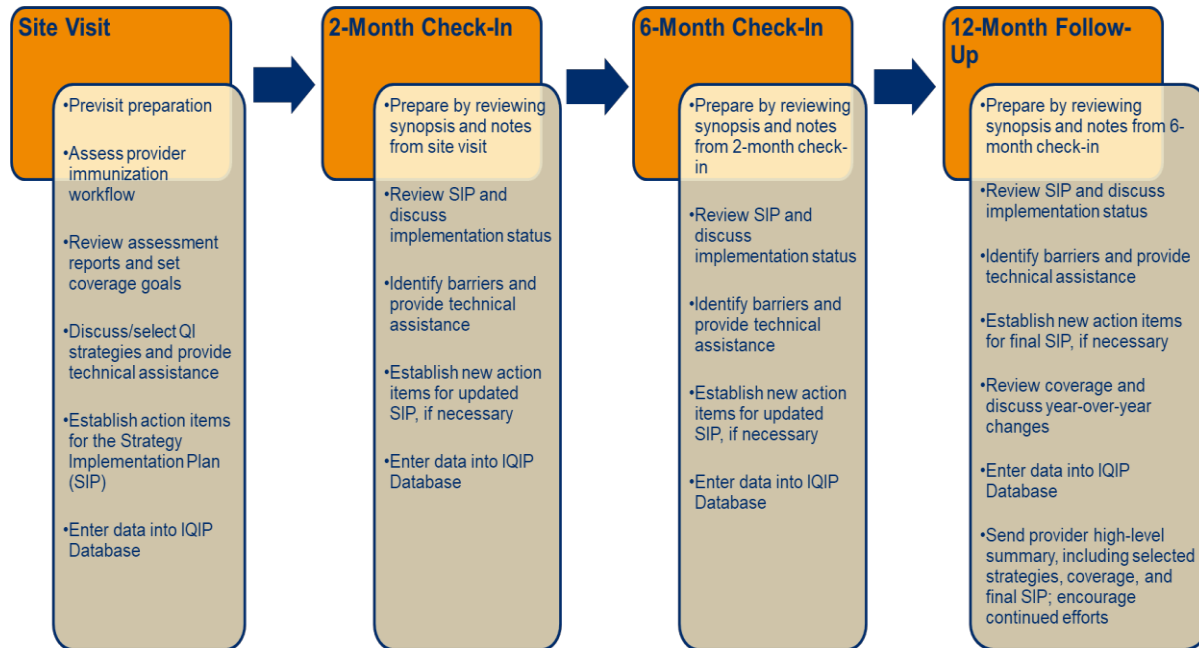 Site Visit
•Previsit preparation
•Assess provider
immunization
workflow
•Review assessment
reports and set
coverage goals
•Discuss/select QI
strategies and provide
technical assistance
•Establish action items
for the Strategy
Implementation Plan
(SIP)
•Enter data into IQIP
Database
2-Month Check-In
•Prepare by reviewing
synopsis and notes
from site visit
•Review SIP and
discuss
implementation status
•Identify barriers and
provide technical
assistance
•Establish new action
items for updated
SIP, if necessary
•Enter data into IQIP
Database
6-Month Check-In
•Prepare by reviewing
synopsis and notes
from 2-month check-
in
•Review SIP and
discuss
implementation status
•Identify barriers and
provide technical
assistance
•Establish new action
items for updated
SIP, if necessary
•Enter data into IQIP
Database
12-Month Follow-
Up
•Prepare by reviewing
synopsis and notes from 6-
month check-in
•Review SIP and discuss
implementation status
•Identify barriers and provide
technical assistance
•Establish new action items
for final SIP, if necessary
•Review coverage and
discuss year-over-year
changes
•Enter data into IQIP
Database
•Send provider high-level
summary, including selected
strategies, coverage, and
final SIP; encourage
continued efforts